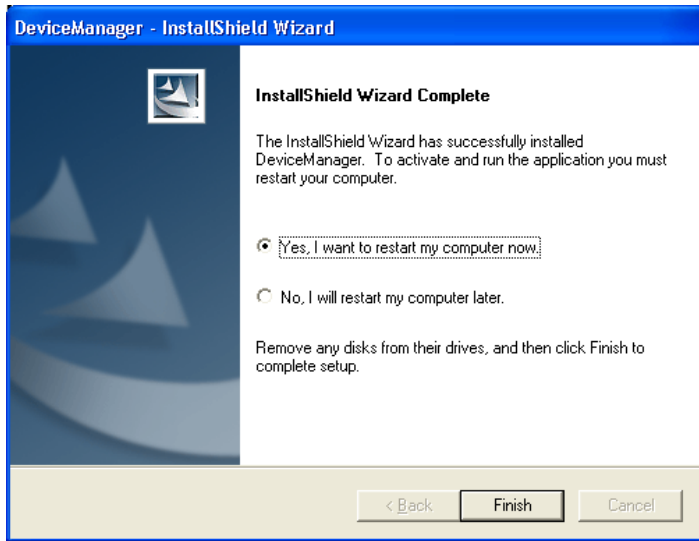 DeviceManager - InstallShield Wizard
InstallShield Wizard Complete
The InstallShield Wizard has successfully installed
DeviceManager. To activate and run the application you must
restart your computer.
Yes, I want to restart my computer now.
No, I will restart my computer later.
Remove any disks from their drives, and then click Finish to
complete setup.
< Back
Finish
Cancel